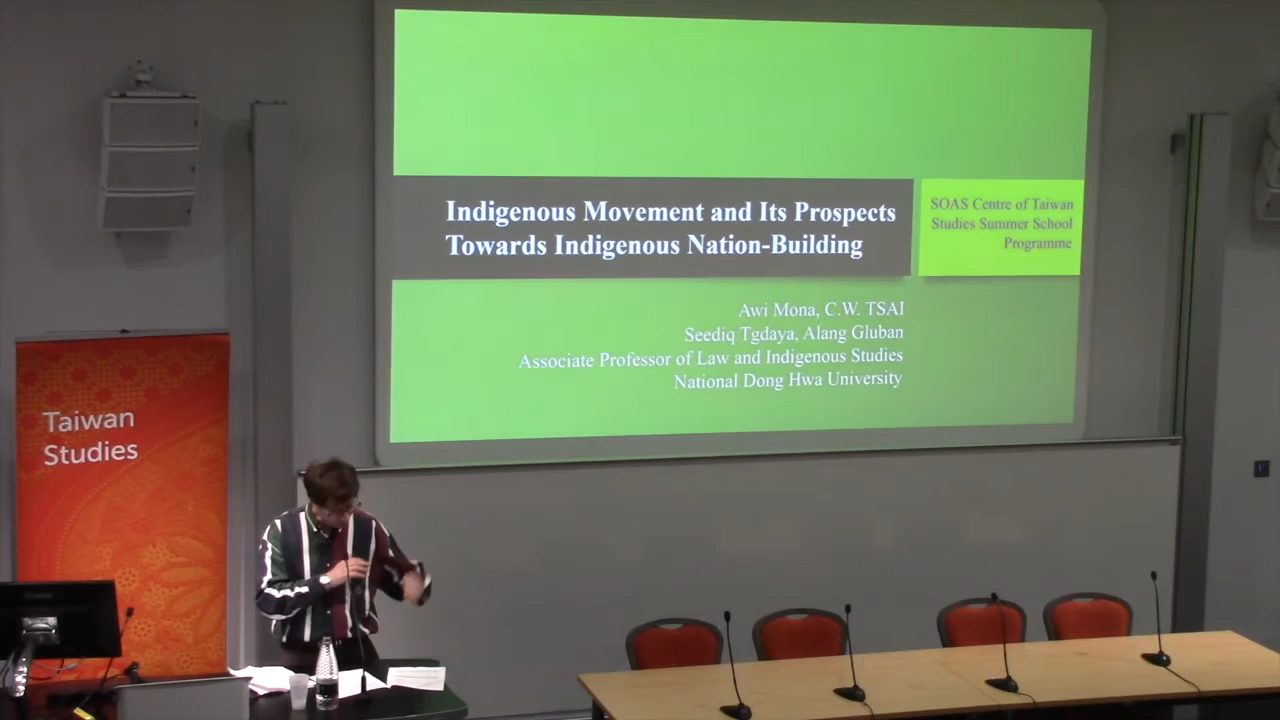 Indigenous Movement and Its Prospects
Towards Indigenous Nation-Building
SOAS Centre of Taiwan
Studies Summer School
Programme
Awi Mona, C.W. TSAI
Seediq Tgdaya, Alang Gluban
Associate Professor of Law and Indigenous Studies
National Dong Hwa University
Taiwan
Studies